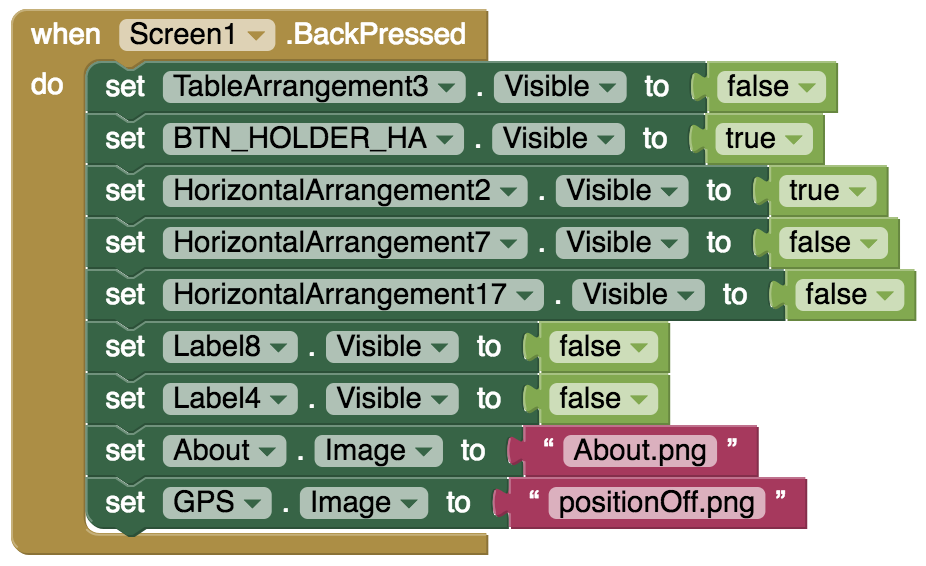 when Screen1 .BackPressed
do set TableArrangement3 . Visible to false
set BTN_HOLDER_HA . Visible to true
set HorizontalArrangement2 . Visible to true
set HorizontalArrangement7 . Visible to false
set HorizontalArrangement17 . Visible to false
set Label8 . Visible to false
set Label4 . Visible to false
set About . Image to “ About.png ”
set GPS . Image to “ positionOff.png ”